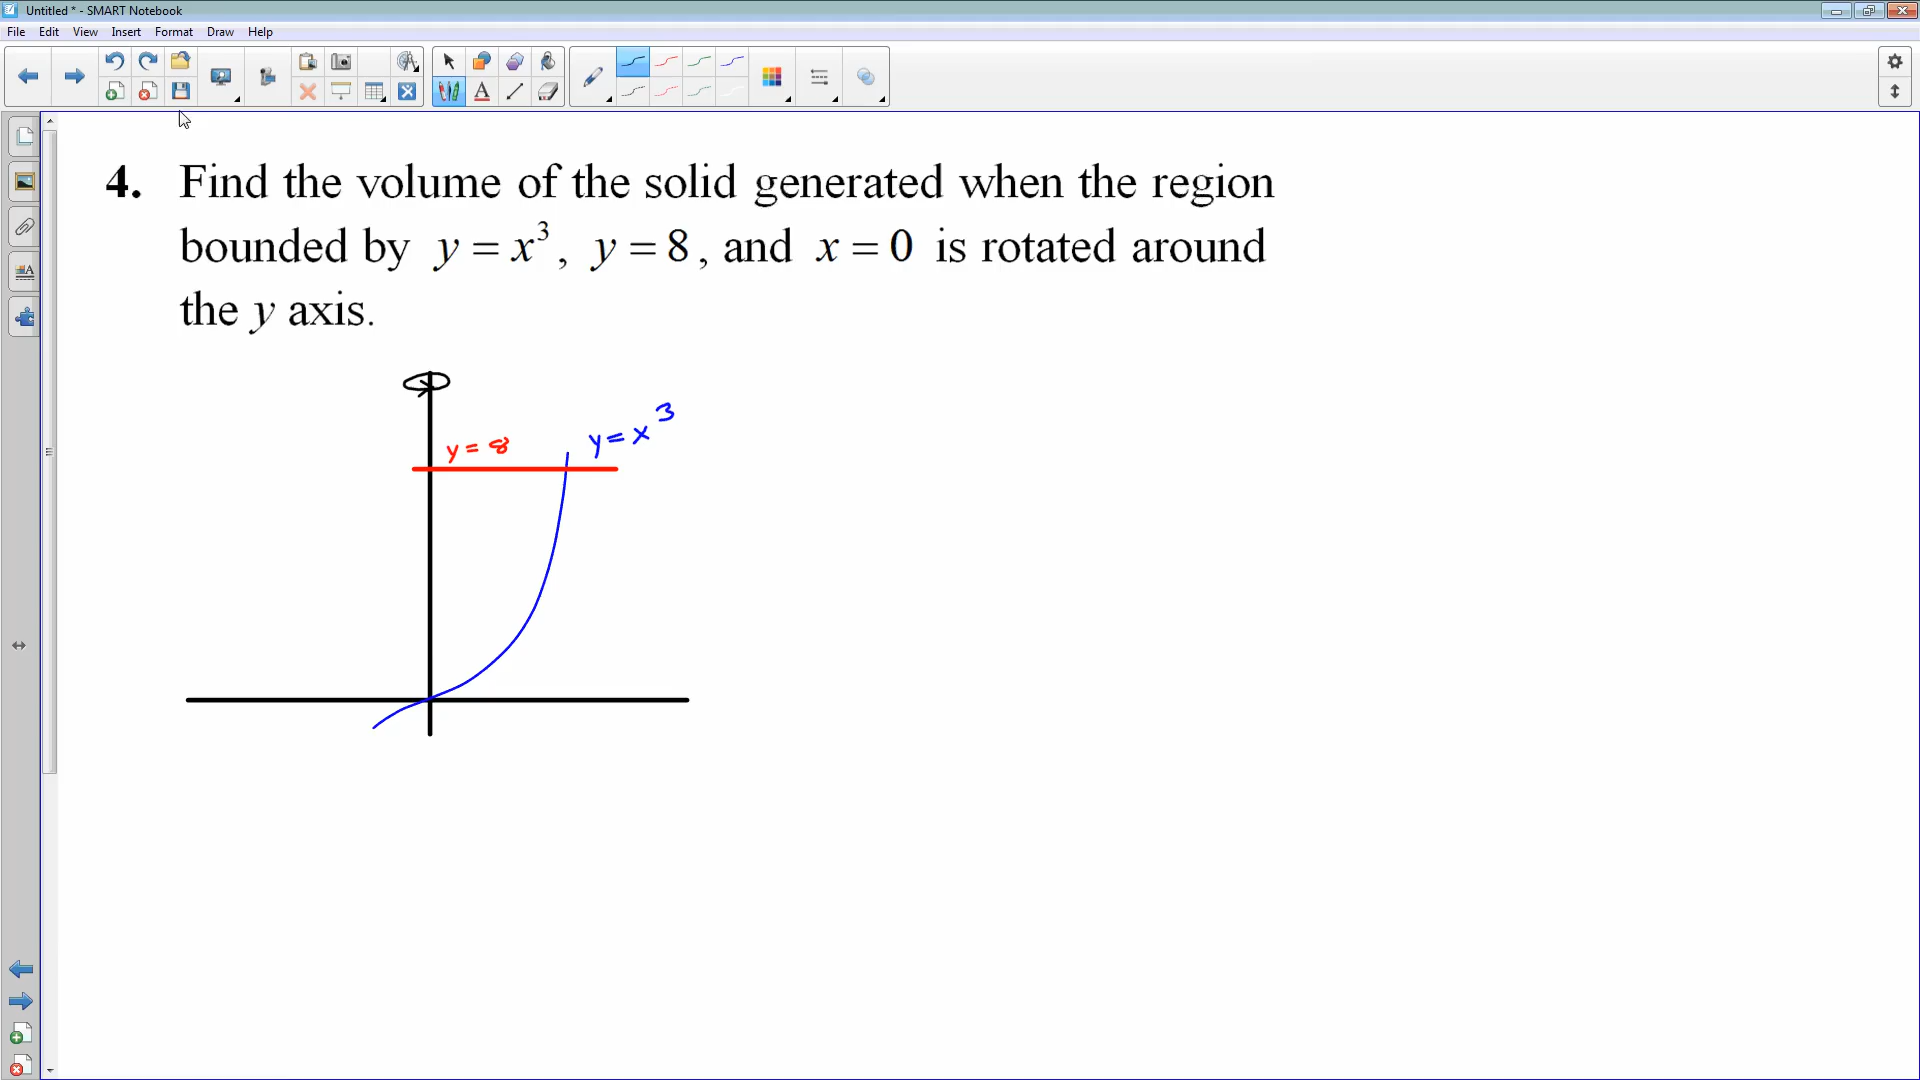 Untitled * - SMART Notebook
File Edit View Insert Format Draw Help
4. Find the volume of the solid generated when the region
bounded by y = x³, y = 8, and x = 0 is rotated around
the y axis.
y = x³
y = 8